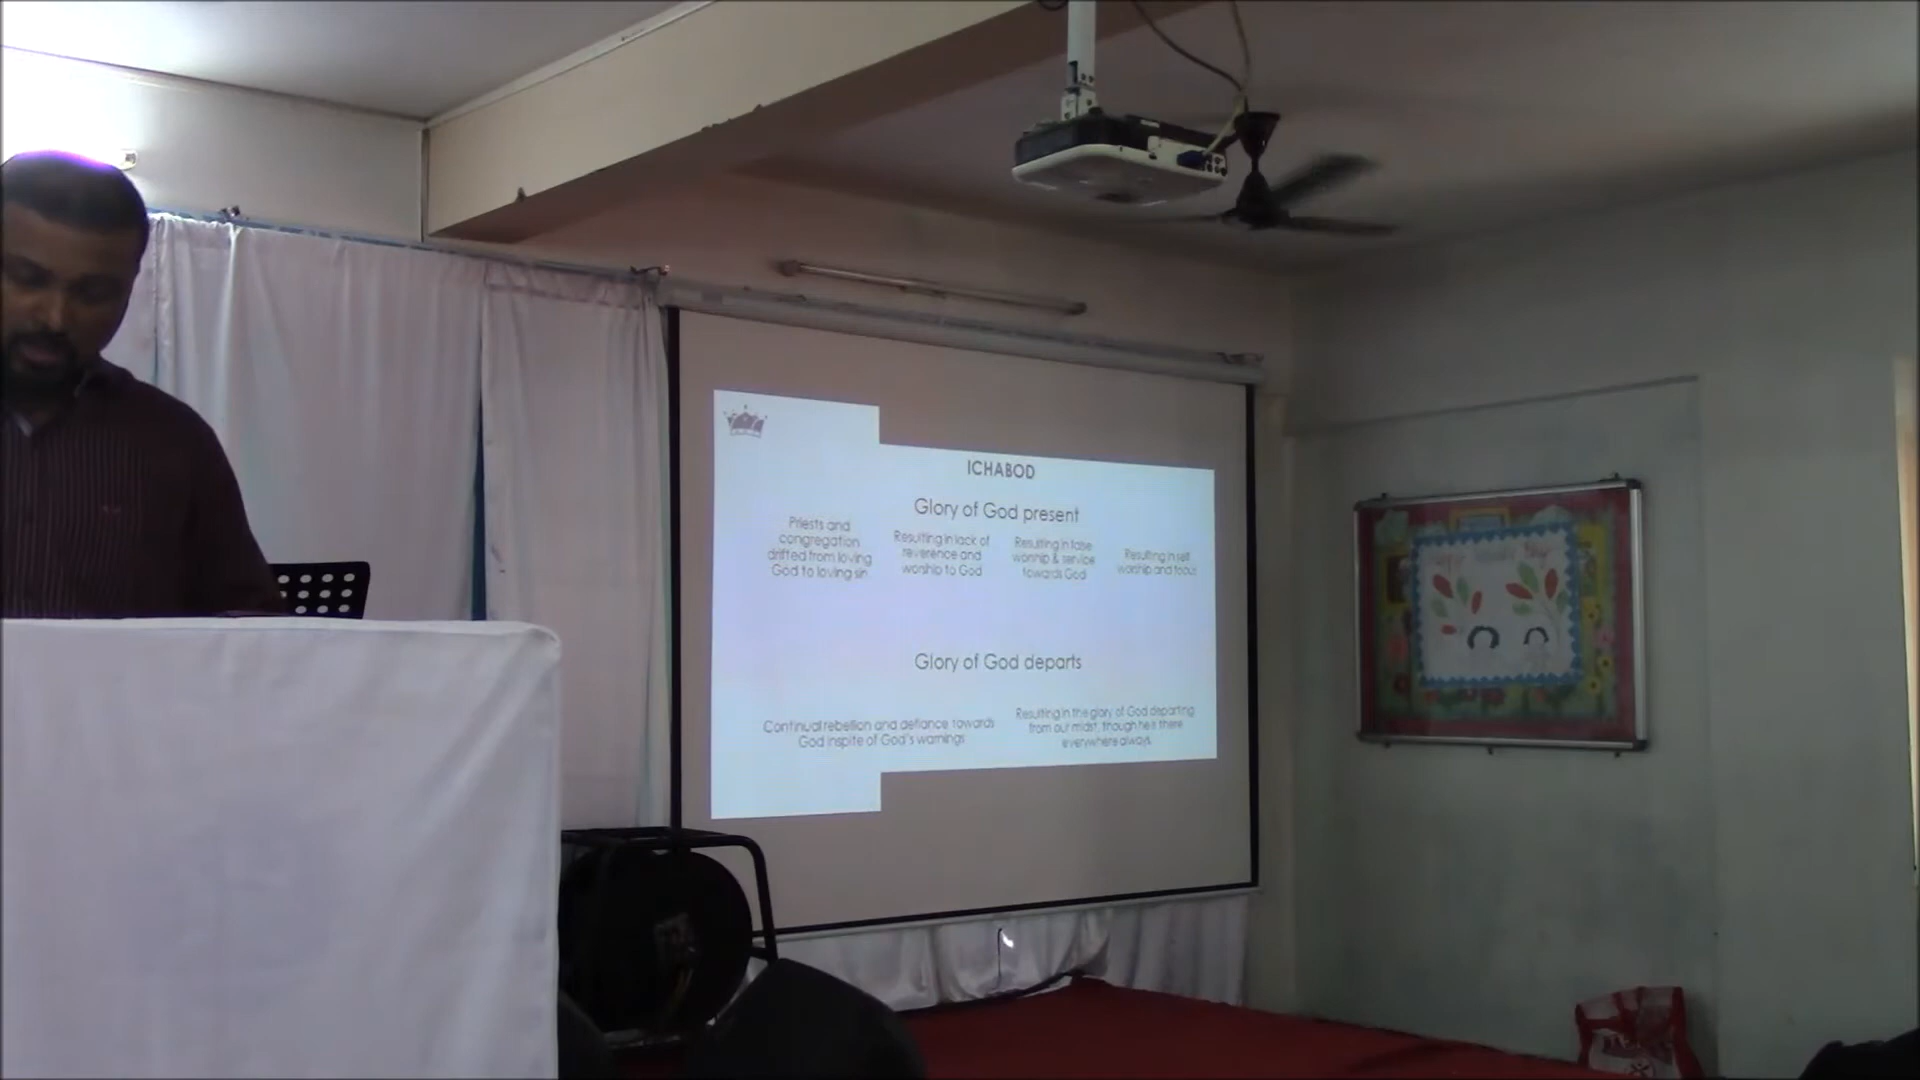 ICHABOD
Glory of God present
Priests and
congregation
drifted from loving
God to loving sin
Resulting in lack of
reverence and
worship to God
Resulting in false
worship & service
towards God
Resulting in self
worship and focus
Glory of God departs
Continual rebellion and defiance towards
God inspite of God's warnings
Resulting in the glory of God departing
from our midst, though he is there
everywhere always.